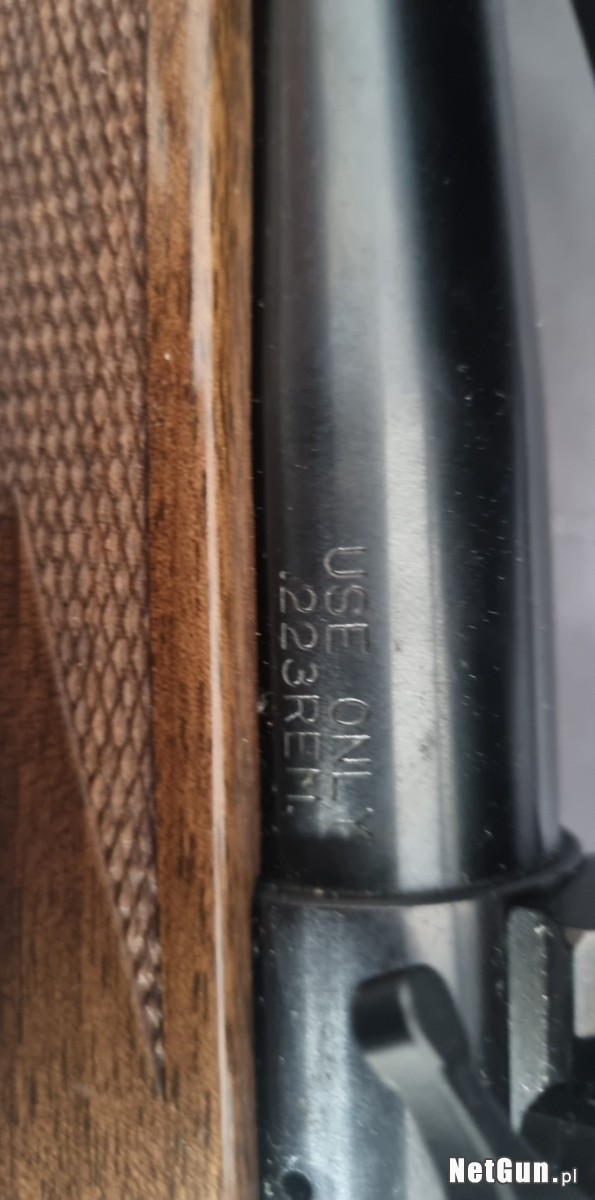 USE ONLY
.223REM.
NetGun.pl